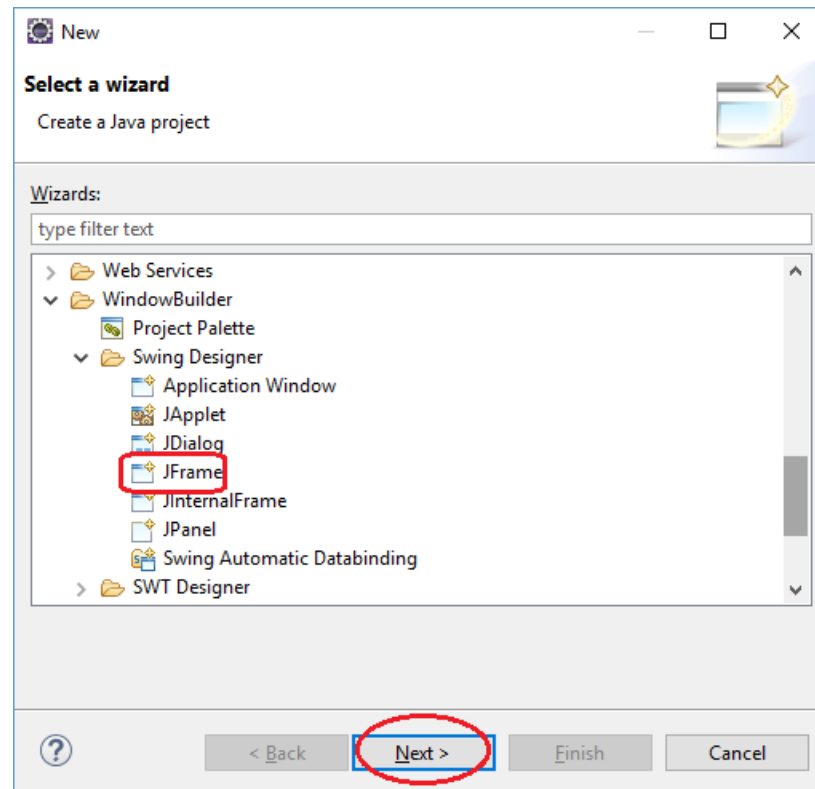 New
Select a wizard
Create a Java project
Wizards:
type filter text
Web Services
WindowBuilder
Project Palette
Swing Designer
Application Window
JApplet
JDialog
JFrame
JInternalFrame
JPanel
Swing Automatic Databinding
SWT Designer
? < Back Next > Finish Cancel